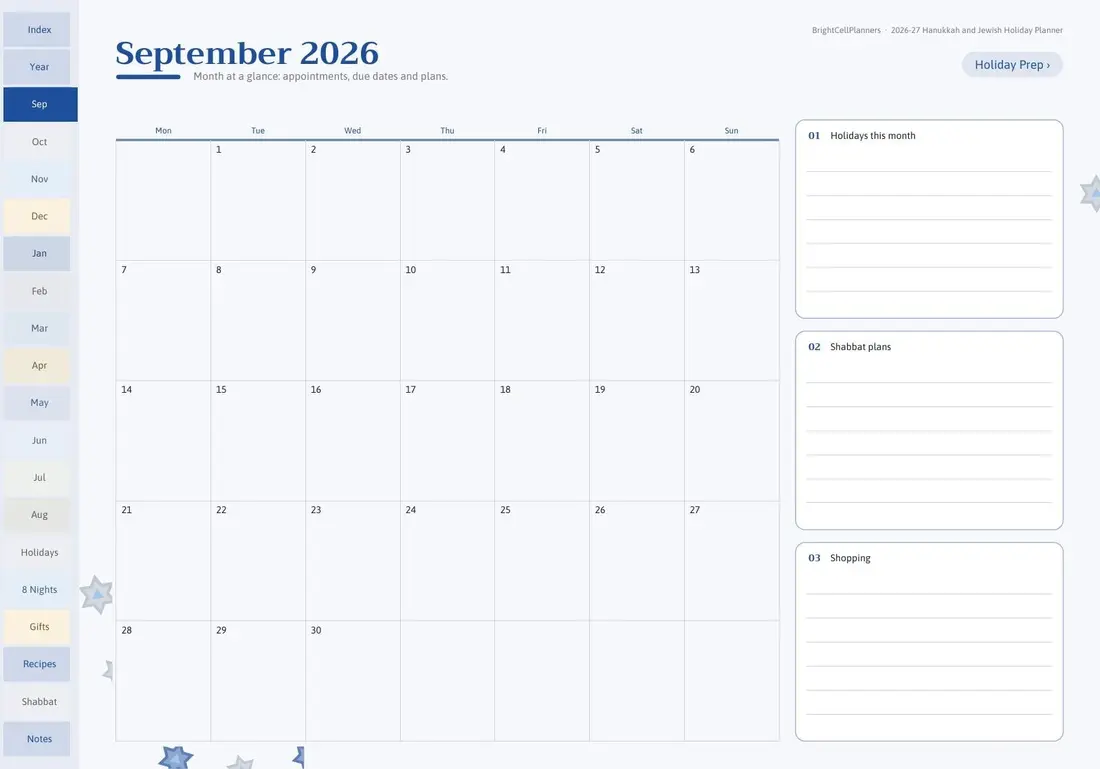 Index
Year
Sep
Oct
Nov
Dec
Jan
Feb
Mar
Apr
May
Jun
Jul
Aug
Holidays
8 Nights
Gifts
Recipes
Shabbat
Notes
BrightCellPlanners · 2026-27 Hanukkah and Jewish Holiday Planner
September 2026
Month at a glance: appointments, due dates and plans.
Holiday Prep ›
Mon Tue Wed Thu Fri Sat Sun
1 2 3 4 5 6
7 8 9 10 11 12 13
14 15 16 17 18 19 20
21 22 23 24 25 26 27
28 29 30
01 Holidays this month
02 Shabbat plans
03 Shopping